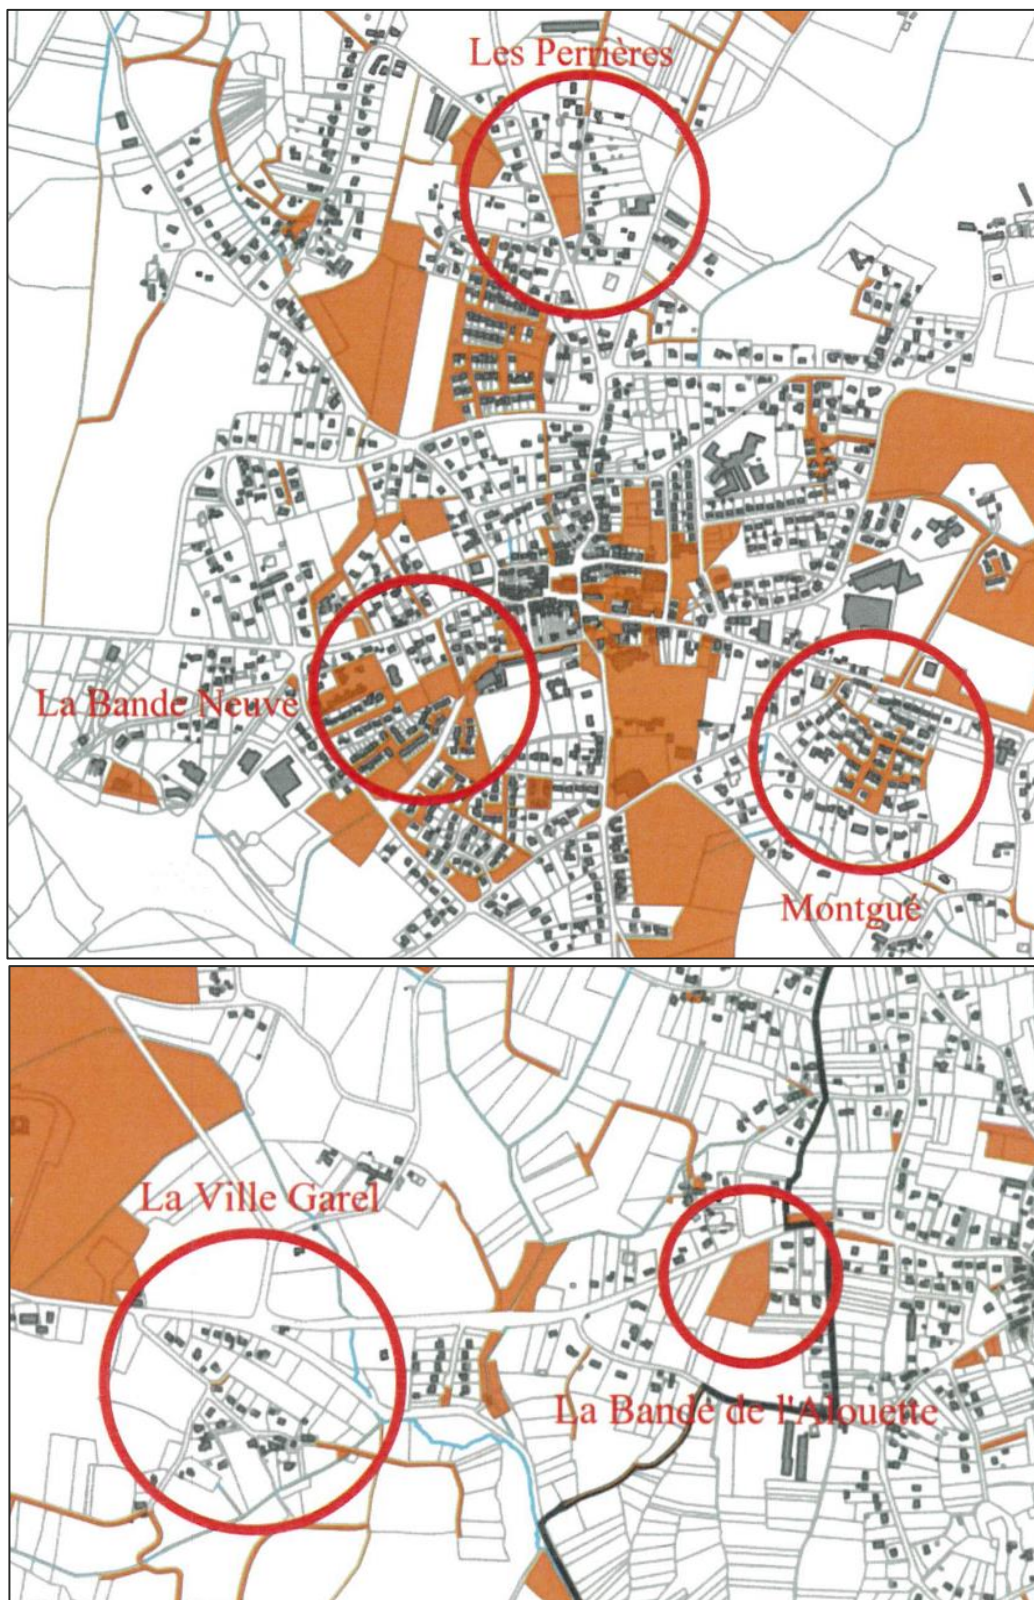 Les Perrières
La Bande Neuve
Montgué
La Ville Garel
La Bande de l'Alouette